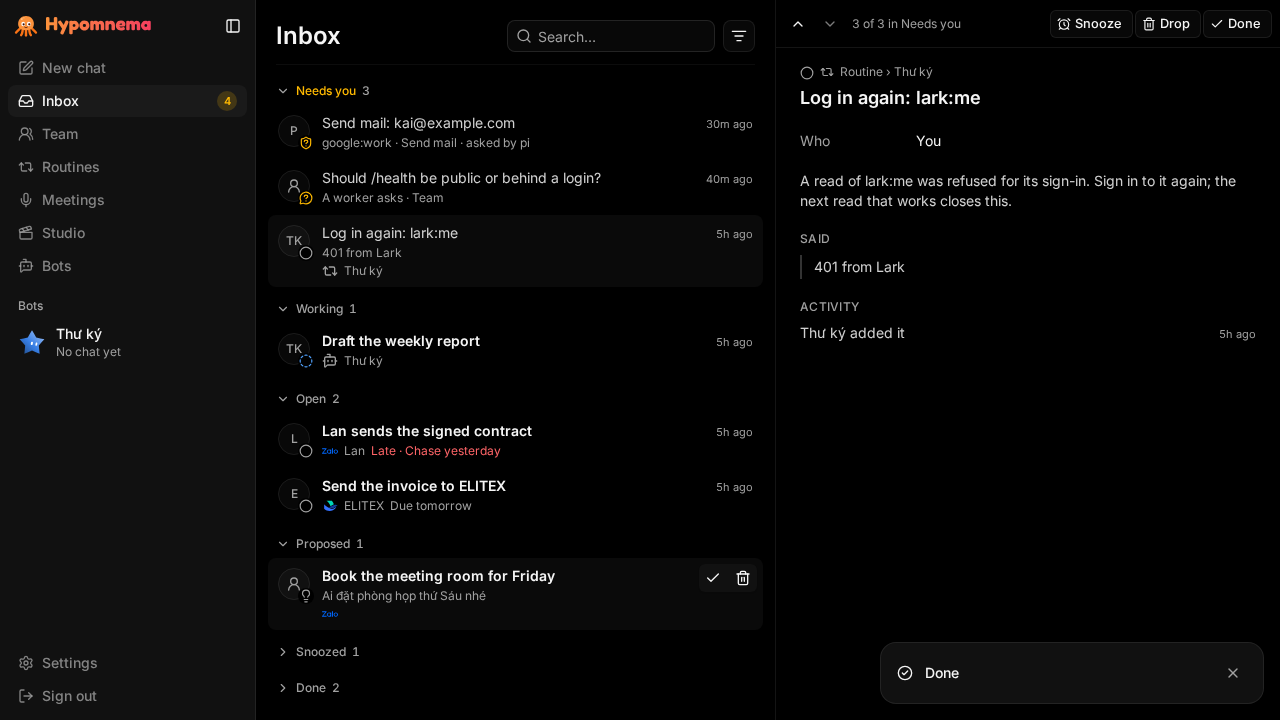 Hypomnema
New chat
Inbox 4
Team
Routines
Meetings
Studio
Bots
Bots
Thư ký
No chat yet
Settings
Sign out
Inbox
Search...
Needs you 3
P
Send mail: kai@example.com
30m ago
google:work · Send mail · asked by pi
Should /health be public or behind a login?
40m ago
A worker asks · Team
TK
Log in again: lark:me
5h ago
401 from Lark
Thư ký
Working 1
TK
Draft the weekly report
5h ago
Thư ký
Open 2
L
Lan sends the signed contract
5h ago
Zalo Lan Late · Chase yesterday
E
Send the invoice to ELITEX
5h ago
ELITEX Due tomorrow
Proposed 1
Book the meeting room for Friday
Ai đặt phòng họp thứ Sáu nhé
Zalo
Snoozed 1
Done 2
3 of 3 in Needs you
Snooze
Drop
Done
Routine › Thư ký
Log in again: lark:me
Who You
A read of lark:me was refused for its sign-in. Sign in to it again; the
next read that works closes this.
SAID
401 from Lark
ACTIVITY
Thư ký added it
5h ago
Done